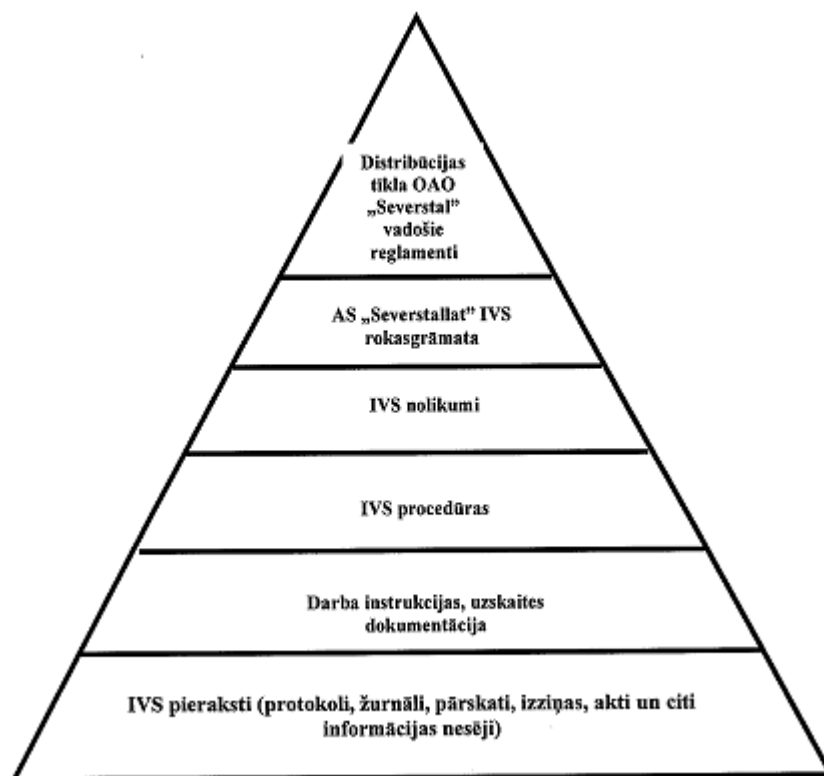 Distribūcijas
tīkla OAO
„Severstal”
vadošie
reglamenti
AS „Severstallat” IVS
rokasgrāmata
IVS nolikumi
IVS procedūras
Darba instrukcijas, uzskaites
dokumentācija
IVS pieraksti (protokoli, žurnāli, pārskati, izziņas, akti un citi
informācijas nesēji)